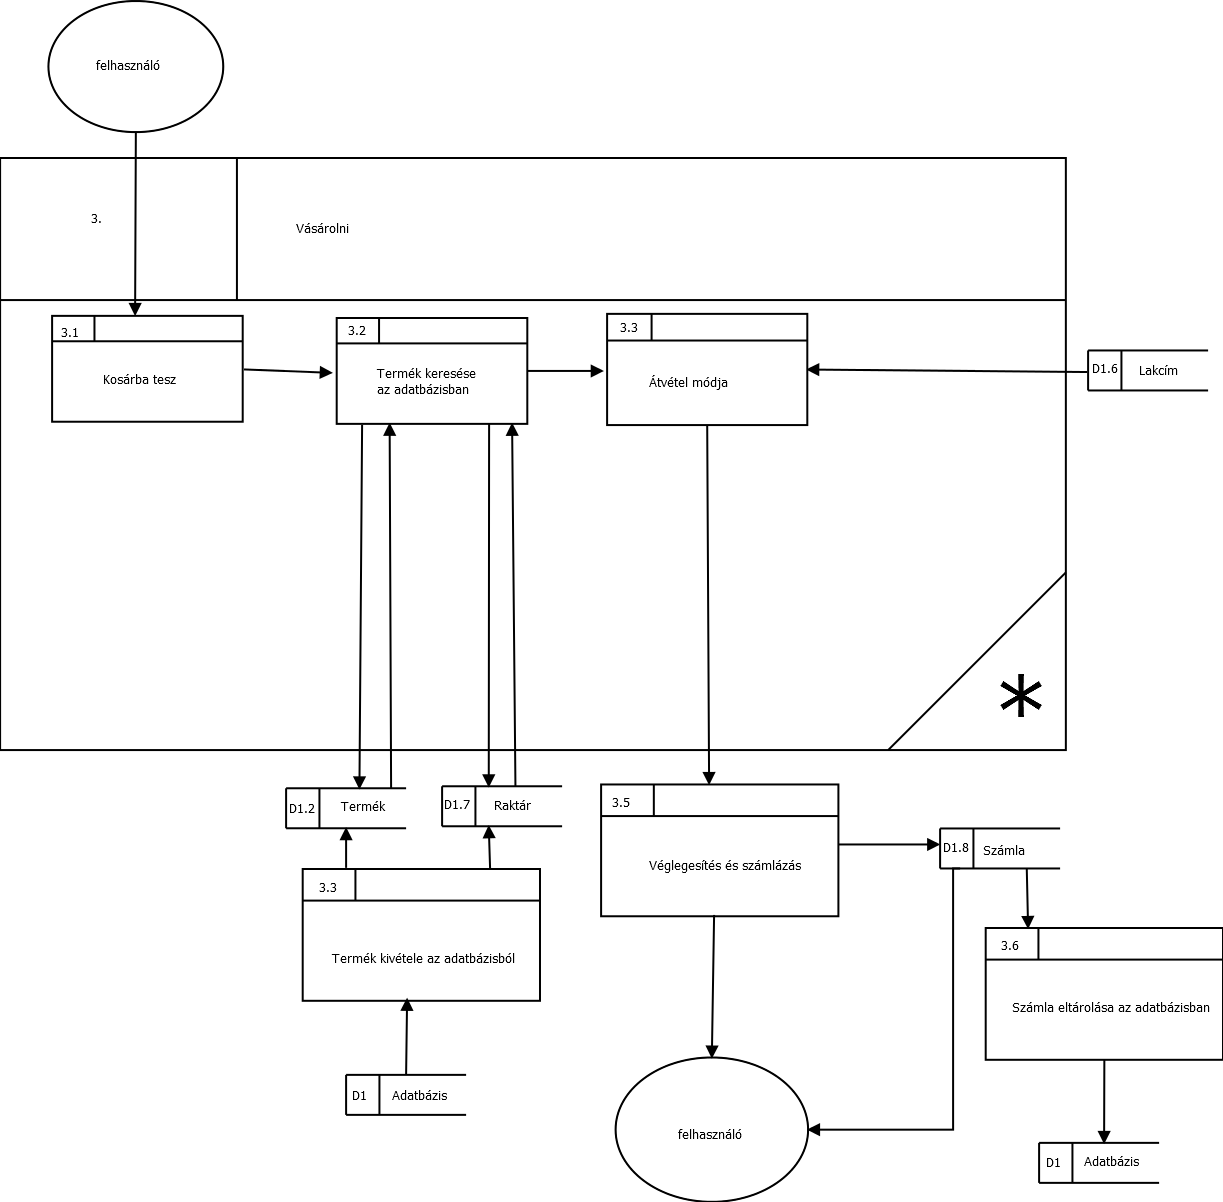 felhasználó
3.
Vásárolni
3.1
Kosárba tesz
3.2
Termék keresése
az adatbázisban
3.3
Átvétel módja
D1.6
Lakcím
*
D1.2
Termék
D1.7
Raktár
3.5
Véglegesítés és számlázás
D1.8
Számla
3.3
Termék kivétele az adatbázisból
3.6
Számla eltárolása az adatbázisban
D1
Adatbázis
felhasználó
D1
Adatbázis